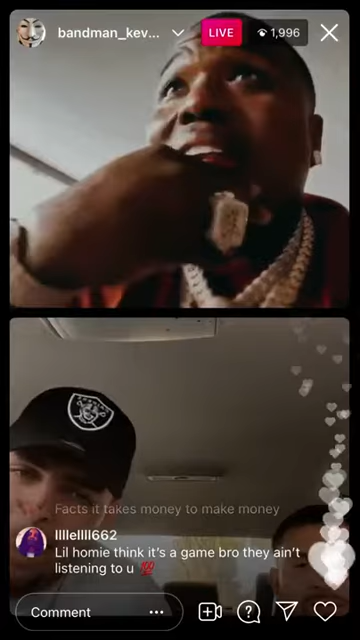 bandman_kev...
LIVE
1,996
Facts it takes money to make money
llllellll662
Lil homie think it's a game bro they ain't
listening to u 💯
Comment